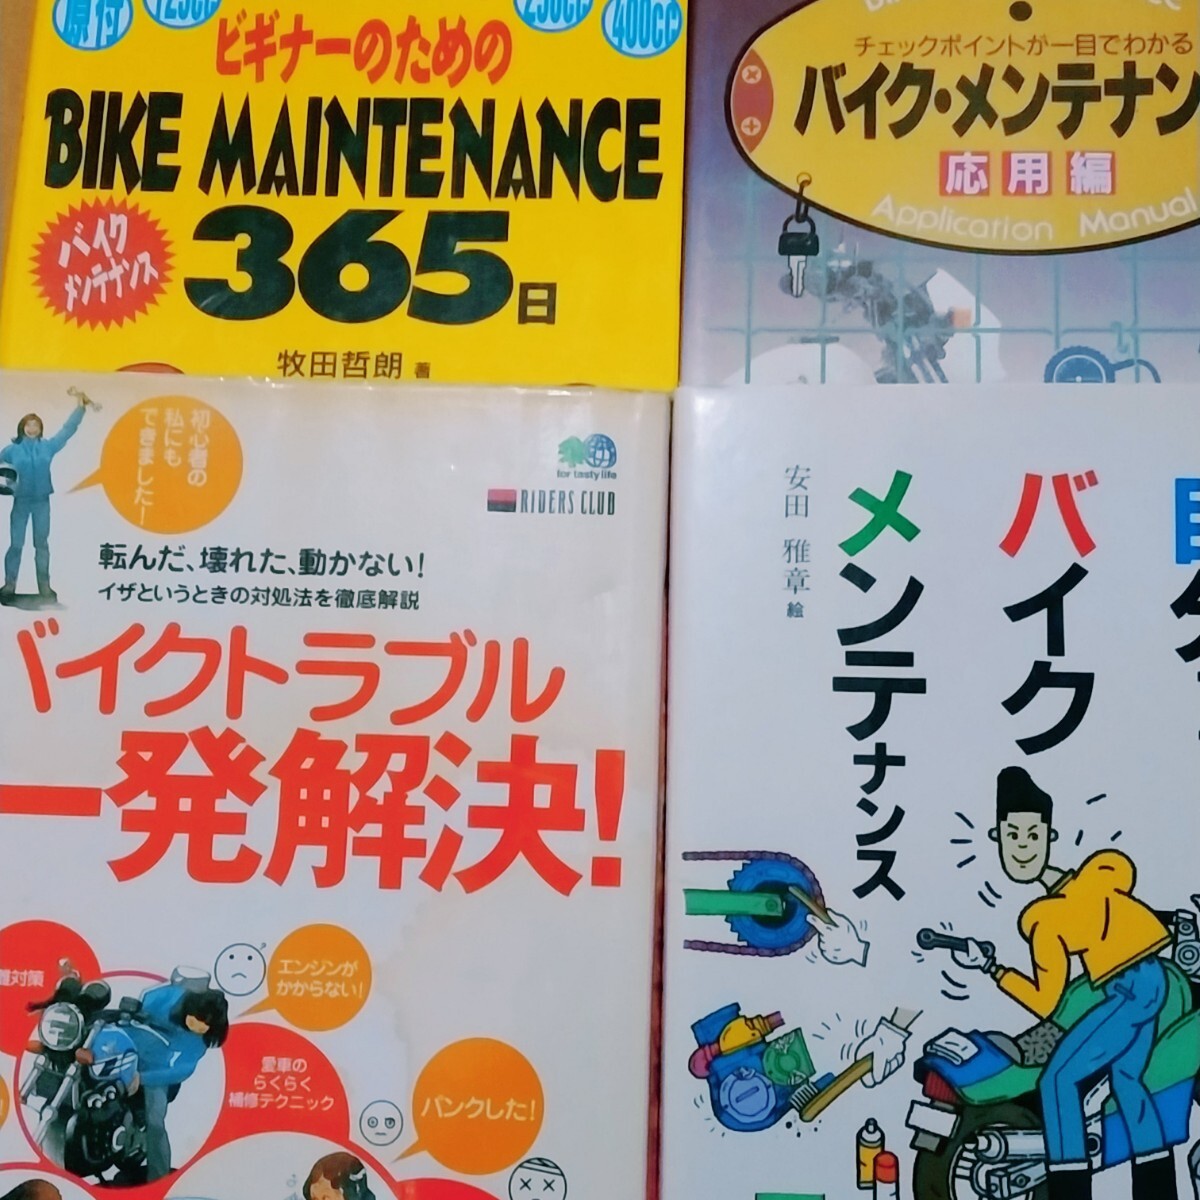 原付
125cc
250cc
400cc
ビギナーのための
BIKE MAINTENANCE
365日
バイク
メンテナンス
牧田哲朗 著
チェックポイントが一目でわかる
バイク・メンテナン
応用編
Application Manual
初心者の
私にも
できました!
for tasty life
RIDERS CLUB
転んだ、壊れた、動かない!
イザというときの対処法を徹底解説
バイクトラブル
一発解決!
対策
エンジンが
かからない!
愛車の
らくらく
補修テクニック
パンクした!
バイク
メンテナンス
安田 雅章 絵